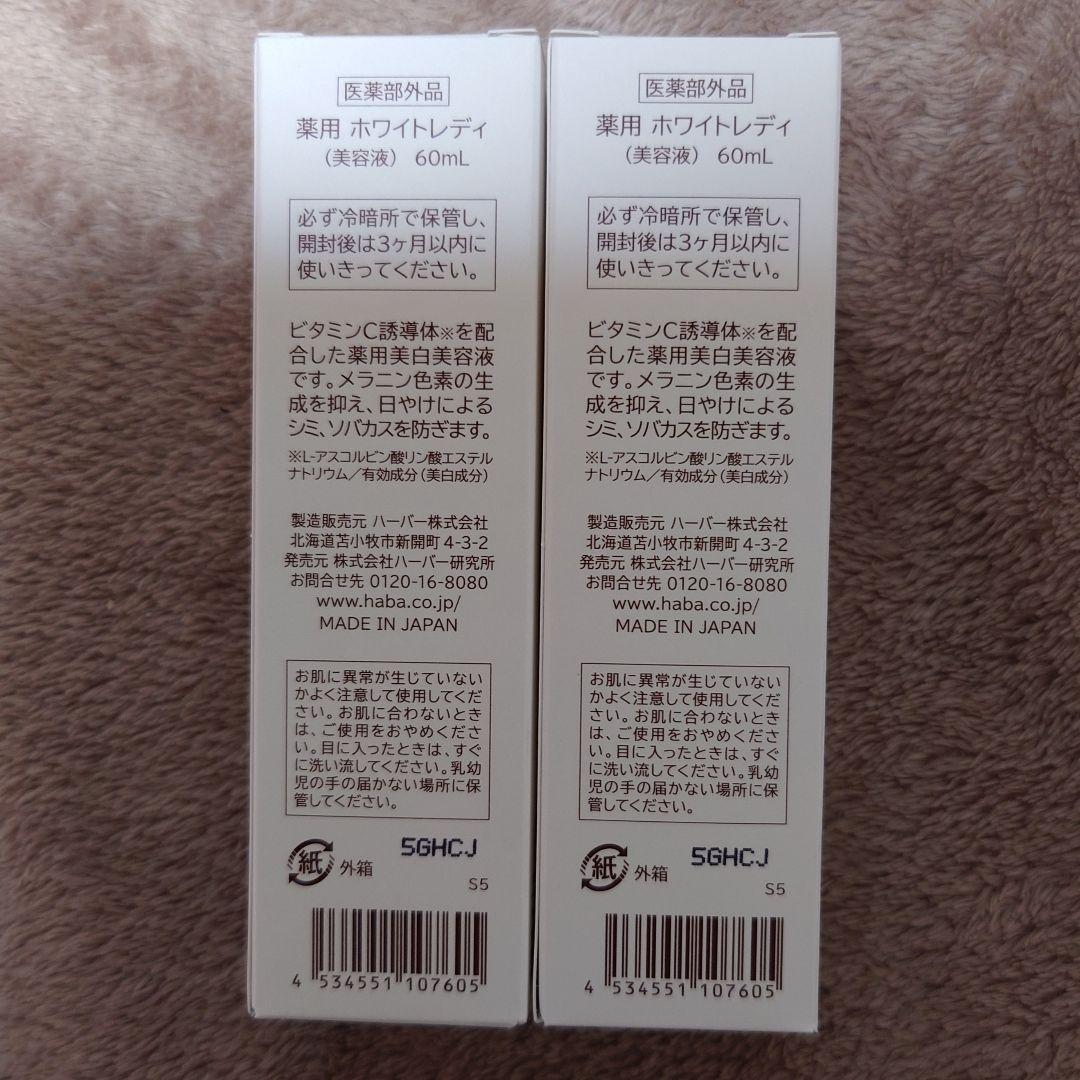 医薬部外品
薬用 ホワイトレディ
（美容液） 60mL
必ず冷暗所で保管し、
開封後は3ヶ月以内に
使いきってください。
ビタミンC誘導体※を配
合した薬用美白美容液
です。メラニン色素の生
成を抑え、日やけによる
シミ、ソバカスを防ぎます。
※L-アスコルビン酸リン酸エステル
ナトリウム／有効成分（美白成分）
製造販売元 ハーバー株式会社
北海道苫小牧市新開町 4-3-2
発売元 株式会社ハーバー研究所
お問合せ先 0120-16-8080
www.haba.co.jp/
MADE IN JAPAN
お肌に異常が生じていない
かよく注意して使用してくだ
さい。お肌に合わないとき
は、ご使用をおやめくださ
い。目に入ったときは、すぐ
に洗い流してください。乳幼
児の手の届かない場所に保
管してください。
紙 外箱
5GHCJ
S5
4 534551 107605
医薬部外品
薬用 ホワイトレディ
（美容液） 60mL
必ず冷暗所で保管し、
開封後は3ヶ月以内に
使いきってください。
ビタミンC誘導体※を配
合した薬用美白美容液
です。メラニン色素の生
成を抑え、日やけによる
シミ、ソバカスを防ぎます。
※L-アスコルビン酸リン酸エステル
ナトリウム／有効成分（美白成分）
製造販売元 ハーバー株式会社
北海道苫小牧市新開町 4-3-2
発売元 株式会社ハーバー研究所
お問合せ先 0120-16-8080
www.haba.co.jp/
MADE IN JAPAN
お肌に異常が生じていない
かよく注意して使用してくだ
さい。お肌に合わないとき
は、ご使用をおやめくださ
い。目に入ったときは、すぐ
に洗い流してください。乳幼
児の手の届かない場所に保
管してください。
紙 外箱
5GHCJ
S5
4 534551 107605